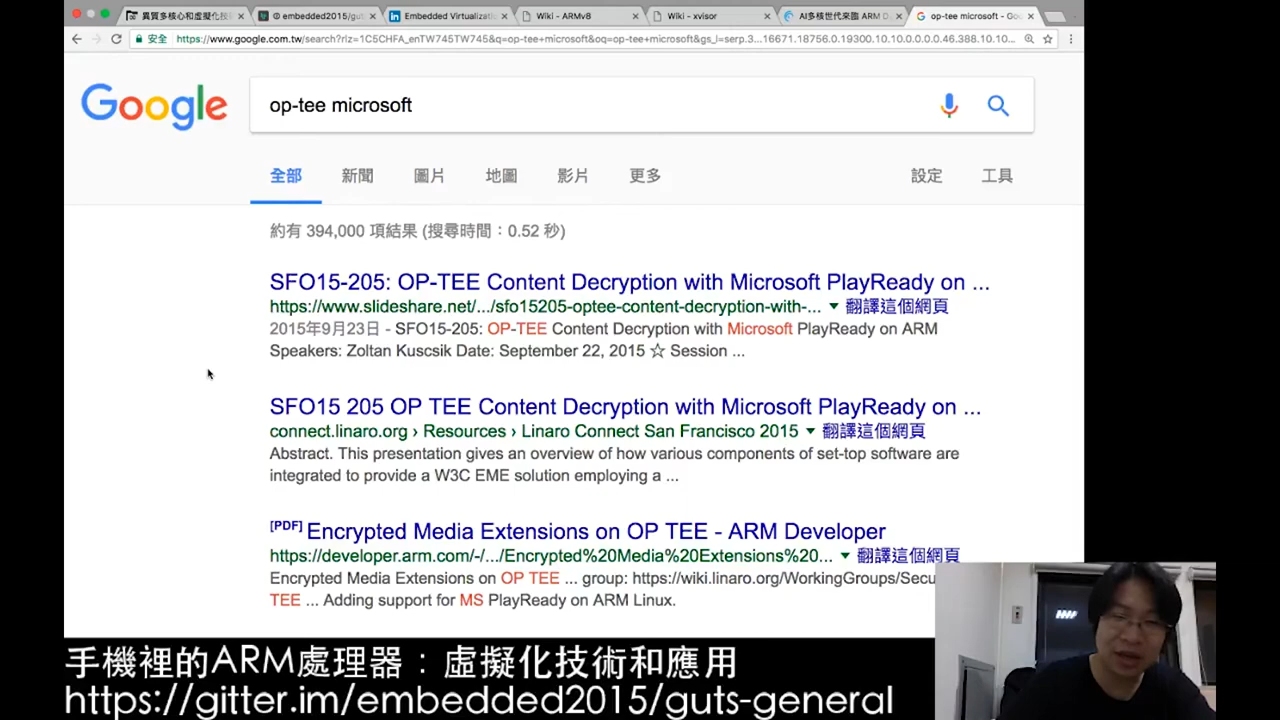 異質多核心和虛擬化技
embedded2015/gut
Embedded Virtualizati
Wiki - ARMv8
Wiki - xvisor
AI多核世代來臨 ARM D
op-tee microsoft - Go
安全 https://www.google.com.tw/search?rlz=1C5CHFA_enTW745TW745&q=op-tee+microsoft&oq=op-tee+microsoft&gs_l=serp.3...16671.18756.0.19300.10.10.0.0.0.0.46.388.10.10...
Google
op-tee microsoft
全部 新聞 圖片 地圖 影片 更多 設定 工具
約有 394,000 項結果 (搜尋時間：0.52 秒)
SFO15-205: OP-TEE Content Decryption with Microsoft PlayReady on ...
https://www.slideshare.net/.../sfo15205-optee-content-decryption-with-... 翻譯這個網頁
2015年9月23日 - SFO15-205: OP-TEE Content Decryption with Microsoft PlayReady on ARM
Speakers: Zoltan Kuscsik Date: September 22, 2015 ☆ Session ...
SFO15 205 OP TEE Content Decryption with Microsoft PlayReady on ...
connect.linaro.org › Resources › Linaro Connect San Francisco 2015 翻譯這個網頁
Abstract. This presentation gives an overview of how various components of set-top software are
integrated to provide a W3C EME solution employing a ...
[PDF] Encrypted Media Extensions on OP TEE - ARM Developer
https://developer.arm.com/-/.../Encrypted%20Media%20Extensions%20... 翻譯這個網頁
Encrypted Media Extensions on OP TEE ... group: https://wiki.linaro.org/WorkingGroups/Secu
TEE ... Adding support for MS PlayReady on ARM Linux.
手機裡的ARM處理器：虛擬化技術和應用
https://gitter.im/embedded2015/guts-general